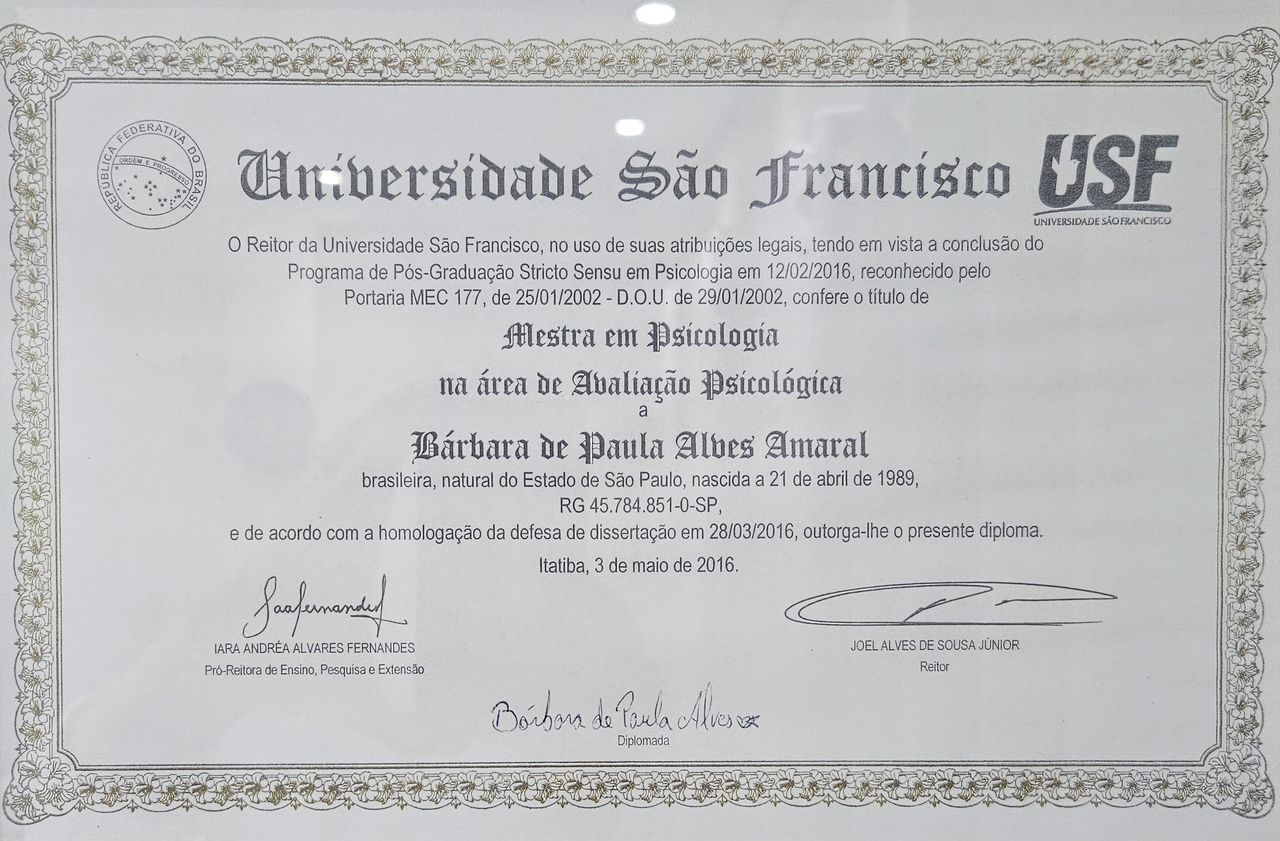 REPÚBLICA FEDERATIVA DO BRASIL
ORDEM E PROGRESSO
Universidade São Francisco
USF
UNIVERSIDADE SÃO FRANCISCO
O Reitor da Universidade São Francisco, no uso de suas atribuições legais, tendo em vista a conclusão do
Programa de Pós-Graduação Stricto Sensu em Psicologia em 12/02/2016, reconhecido pelo
Portaria MEC 177, de 25/01/2002 - D.O.U. de 29/01/2002, confere o título de
Mestra em Psicologia
na área de Avaliação Psicológica
a
Bárbara de Paula Alves Amaral
brasileira, natural do Estado de São Paulo, nascida a 21 de abril de 1989,
RG 45.784.851-0-SP,
e de acordo com a homologação da defesa de dissertação em 28/03/2016, outorga-lhe o presente diploma.
Itatiba, 3 de maio de 2016.
IARA ANDRÉA ALVARES FERNANDES
Pró-Reitora de Ensino, Pesquisa e Extensão
JOEL ALVES DE SOUSA JÚNIOR
Reitor
Bárbara de Paula Alves
Diplomada